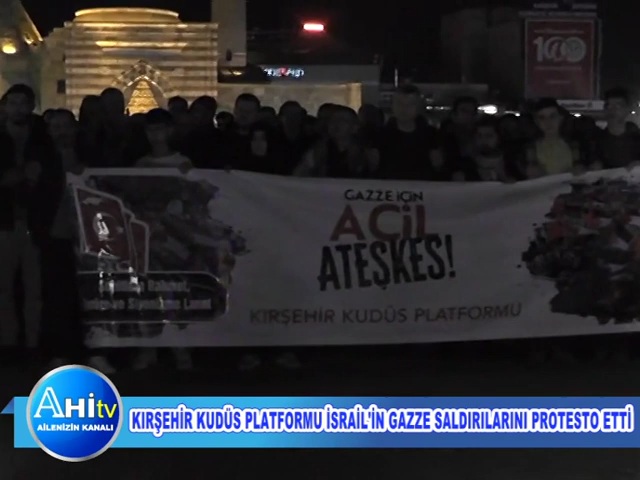 GAZZE İÇİN
ACİL
ATEŞKES!
KIRŞEHİR KUDÜS PLATFORMU
100
AHi tv
AİLENİZİN KANALI
KIRŞEHİR KUDÜS PLATFORMU İSRAİL'İN GAZZE SALDIRILARINI PROTESTO ETTİ